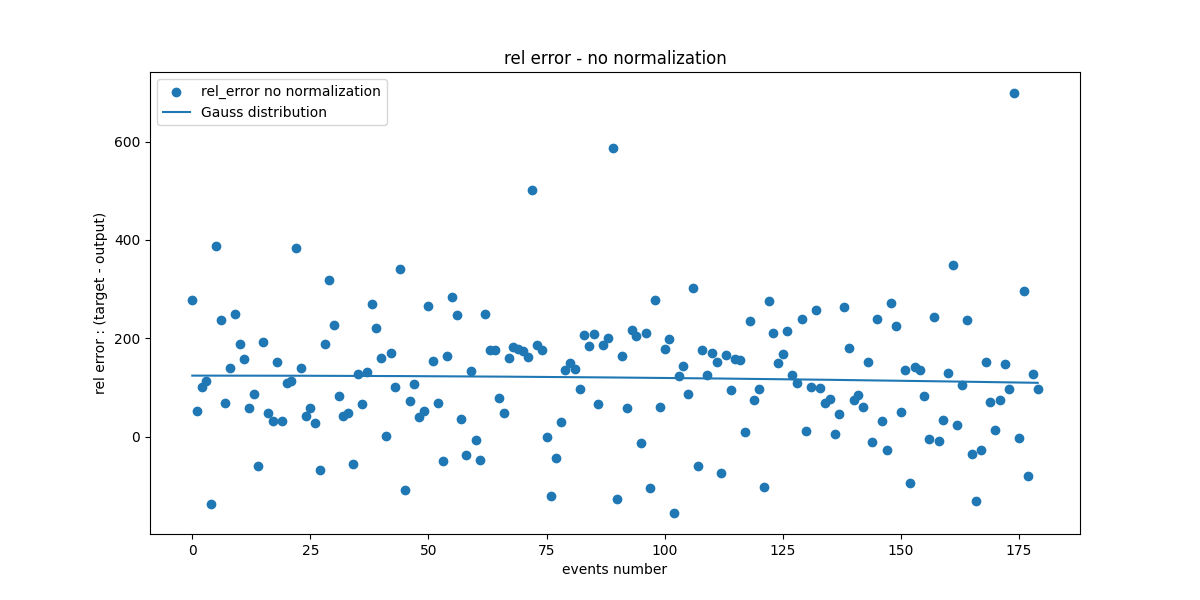 rel error - no normalization
rel_error no normalization
Gauss distribution
rel error : (target - output)
600
400
200
0
0 25 50 75 100 125 150 175
events number